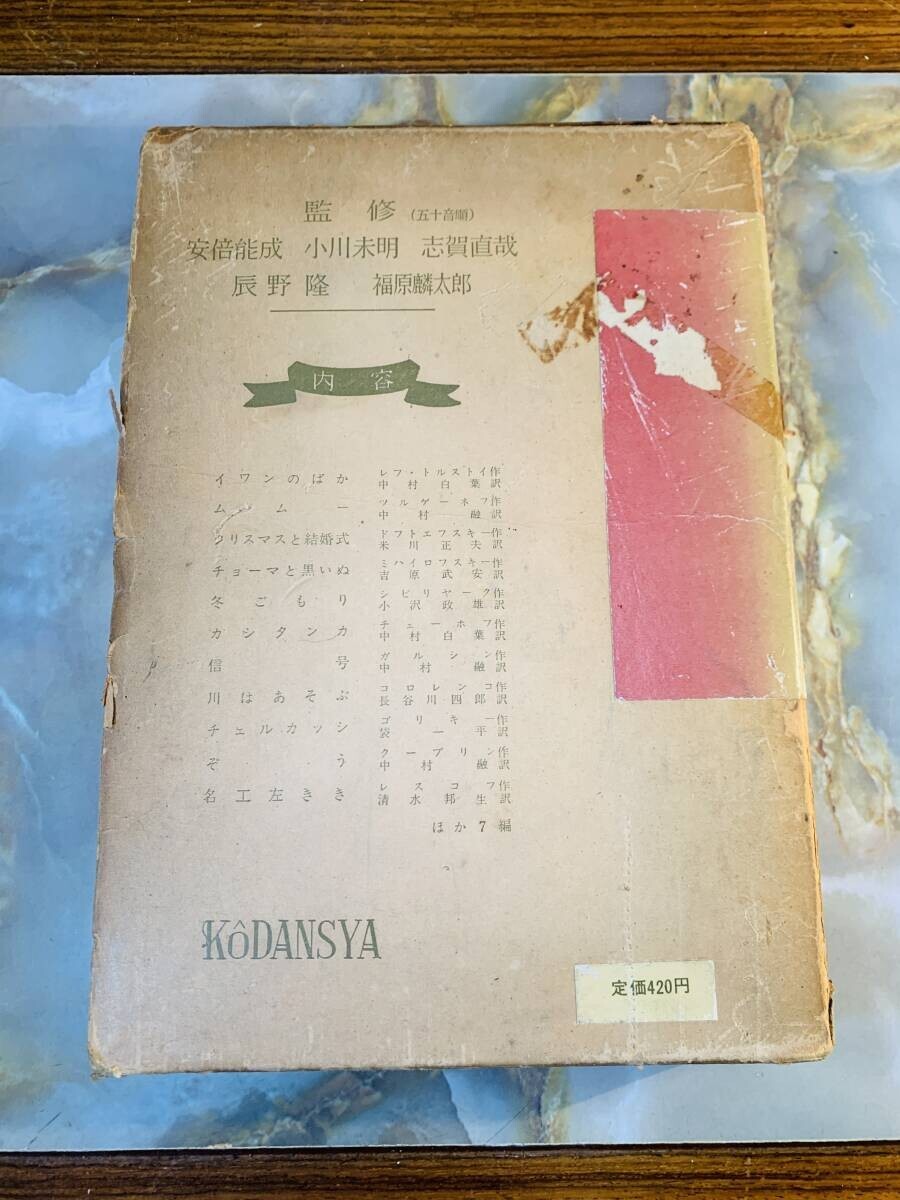 監修(五十音順)
安倍能成 小川未明 志賀直哉
辰野隆 福原麟太郎
内容
イワンのばか レフ・トルストイ作 中村白葉訳
ムムー ツルゲーネフ作 中村融訳
クリスマスと結婚式 ドフトエフスキー作 米川正夫訳
チョーマと黒いぬ ミハイロフスキー作 吉原武安訳
冬ごもり シビリヤーク作 小沢政雄訳
カシタンカ チェーホフ作 中村白葉訳
信号 ガルシン作 中村融訳
川はあそぶ コロレンコ作 長谷川四郎訳
チェルカッシ ゴリキー作 袋一平訳
ぞう クープリン作 中村融訳
名工左きき レスコフ作 清水邦生訳
ほか7編
KôDANSYA
定価420円